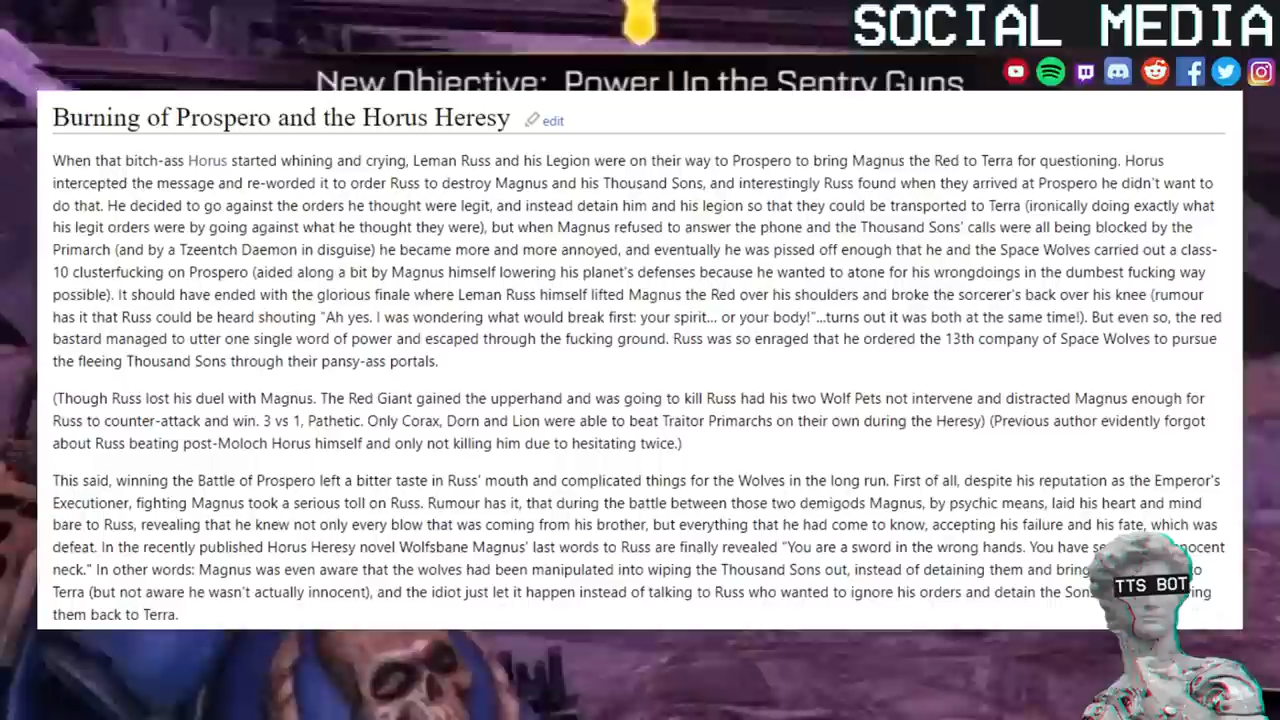 SOCIAL MEDIA
New Objective: Power Up the Sentry Guns
Burning of Prospero and the Horus Heresy edit
When that bitch-ass Horus started whining and crying, Leman Russ and his Legion were on their way to Prospero to bring Magnus the Red to Terra for questioning. Horus
intercepted the message and re-worded it to order Russ to destroy Magnus and his Thousand Sons, and interestingly Russ found when they arrived at Prospero he didn't want to
do that. He decided to go against the orders he thought were legit, and instead detain him and his legion so that they could be transported to Terra (ironically doing exactly what
his legit orders were by going against what he thought they were), but when Magnus refused to answer the phone and the Thousand Sons' calls were all being blocked by the
Primarch (and by a Tzeentch Daemon in disguise) he became more and more annoyed, and eventually he was pissed off enough that he and the Space Wolves carried out a class-
10 clusterfucking on Prospero (aided along a bit by Magnus himself lowering his planet's defenses because he wanted to atone for his wrongdoings in the dumbest fucking way
possible). It should have ended with the glorious finale where Leman Russ himself lifted Magnus the Red over his shoulders and broke the sorcerer's back over his knee (rumour
has it that Russ could be heard shouting "Ah yes. I was wondering what would break first: your spirit... or your body!"...turns out it was both at the same time!). But even so, the red
bastard managed to utter one single word of power and escaped through the fucking ground. Russ was so enraged that he ordered the 13th company of Space Wolves to pursue
the fleeing Thousand Sons through their pansy-ass portals.
(Though Russ lost his duel with Magnus. The Red Giant gained the upperhand and was going to kill Russ had his two Wolf Pets not intervene and distracted Magnus enough for
Russ to counter-attack and win. 3 vs 1, Pathetic. Only Corax, Dorn and Lion were able to beat Traitor Primarchs on their own during the Heresy) (Previous author evidently forgot
about Russ beating post-Moloch Horus himself and only not killing him due to hesitating twice.)
This said, winning the Battle of Prospero left a bitter taste in Russ' mouth and complicated things for the Wolves in the long run. First of all, despite his reputation as the Emperor's
Executioner, fighting Magnus took a serious toll on Russ. Rumour has it, that during the battle between those two demigods Magnus, by psychic means, laid his heart and mind
bare to Russ, revealing that he knew not only every blow that was coming from his brother, but everything that he had come to know, accepting his failure and his fate, which was
defeat. In the recently published Horus Heresy novel Wolfsbane Magnus' last words to Russ are finally revealed "You are a sword in the wrong hands. You have
neck." In other words: Magnus was even aware that the wolves had been manipulated into wiping the Thousand Sons out, instead of detaining them and to
Terra (but not aware he wasn't actually innocent), and the idiot just let it happen instead of talking to Russ who wanted to ignore his orders and detain the
them back to Terra.
TTS BOT